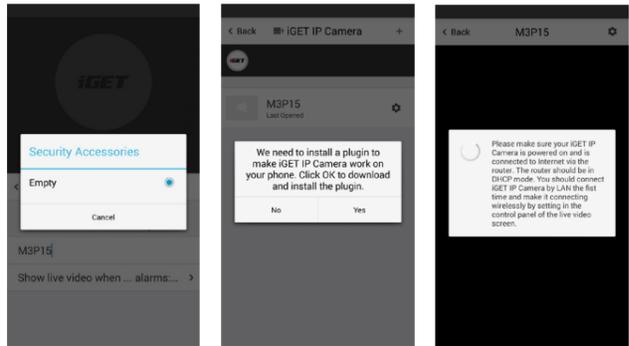 iGET
Security Accessories
Empty
Cancel
M3P15
Show live video when ... alarms:...
< Back
iGET IP Camera
+
iGET
M3P15
Last Opened
We need to install a plugin to
make iGET IP Camera work on
your phone. Click OK to download
and install the plugin.
No
Yes
< Back
M3P15
Please make sure your iGET IP
Camera is powered on and is
connected to Internet via the
router. The router should be in
DHCP mode. You should connect
iGET IP Camera by LAN the fist
time and make it connecting
wirelessly by setting in the
control panel of the live video
screen.